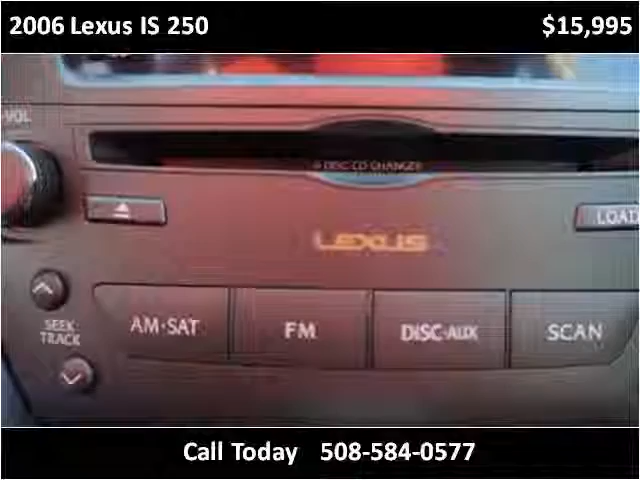 2006 Lexus IS 250 $15,995
-VOL
6 DISC CD CHANGER
LOAD
LEXUS
SEEK
TRACK
AM·SAT FM DISC·AUX SCAN
Call Today 508-584-0577